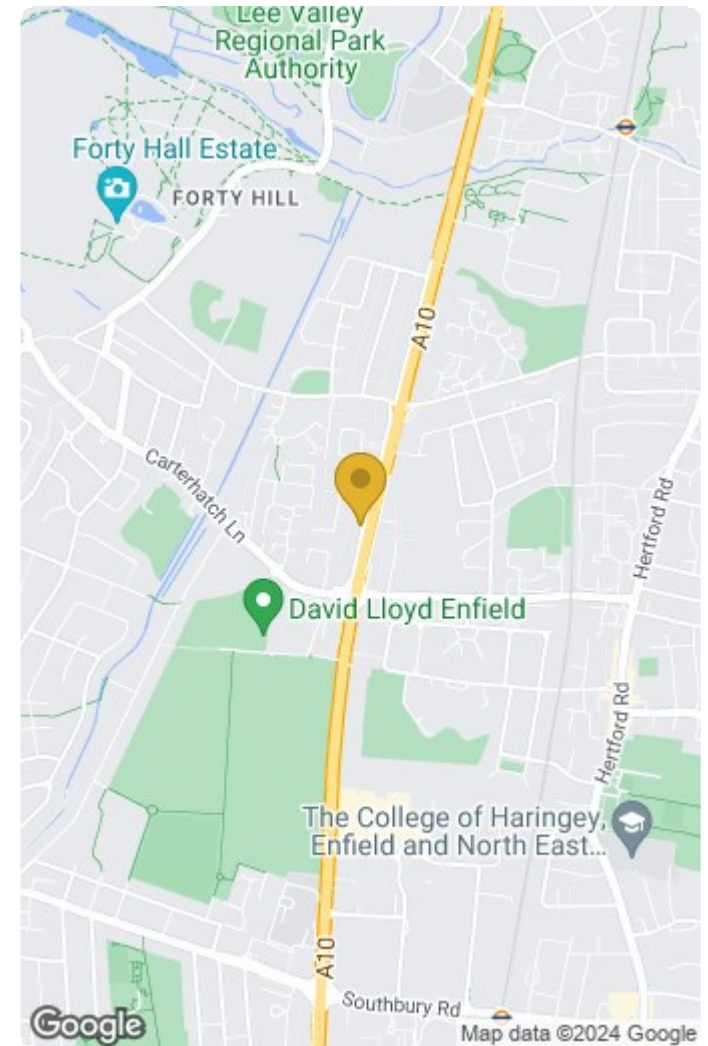 Lee Valley
Regional Park
Authority
Forty Hall Estate
FORTY HILL
A10
Carterhatch Ln
Hertford Rd
David Lloyd Enfield
Hertford Rd
The College of Haringey,
Enfield and North East...
A10
Southbury Rd
Google
Map data ©2024 Google